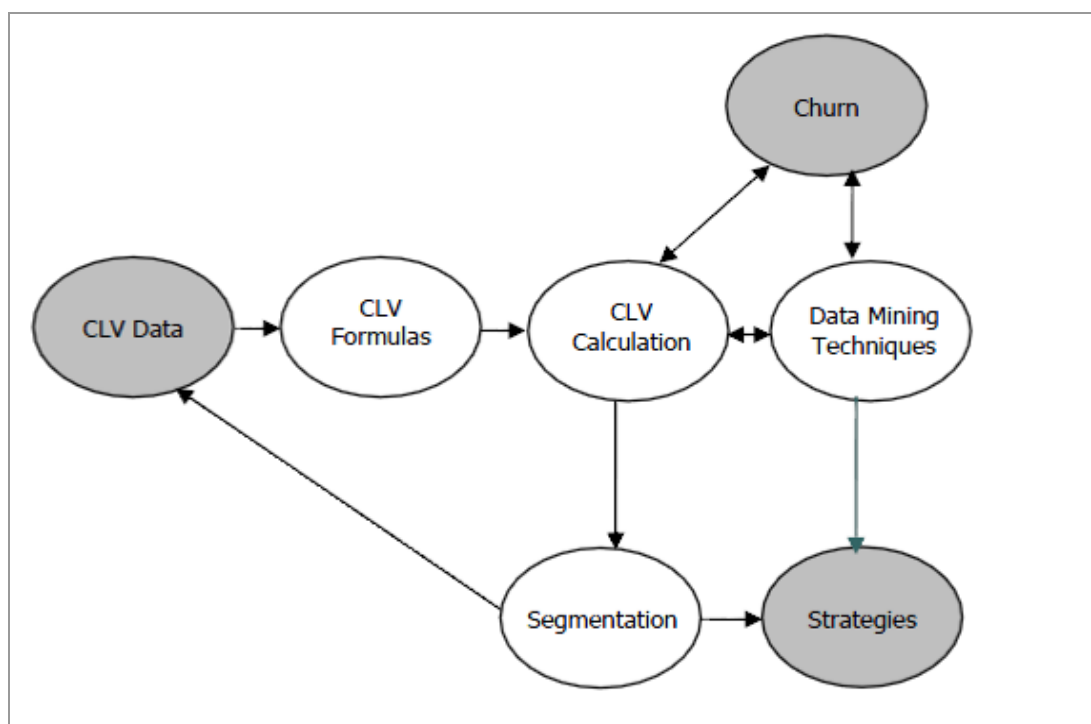 Churn
CLV Data
CLV
Formulas
CLV
Calculation
Data Mining
Techniques
Segmentation
Strategies